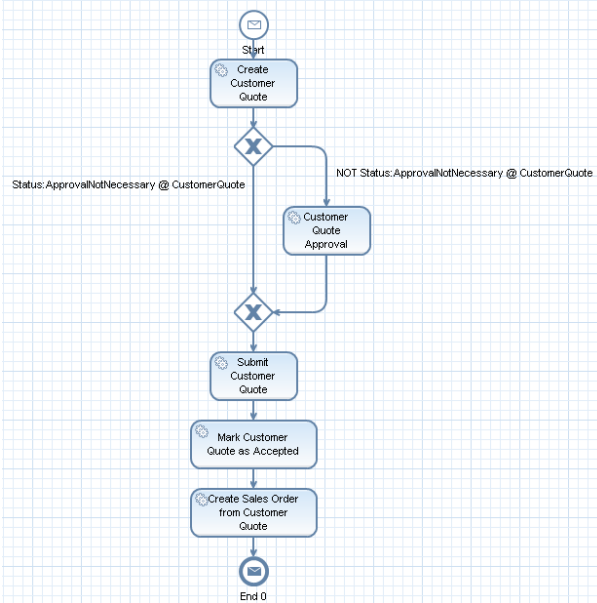 Start
Create
Customer
Quote
NOT Status:ApprovalNotNecessary @ CustomerQuote
Status:ApprovalNotNecessary @ CustomerQuote
Customer
Quote
Approval
Submit
Customer
Quote
Mark Customer
Quote as Accepted
Create Sales Order
from Customer
Quote
End 0